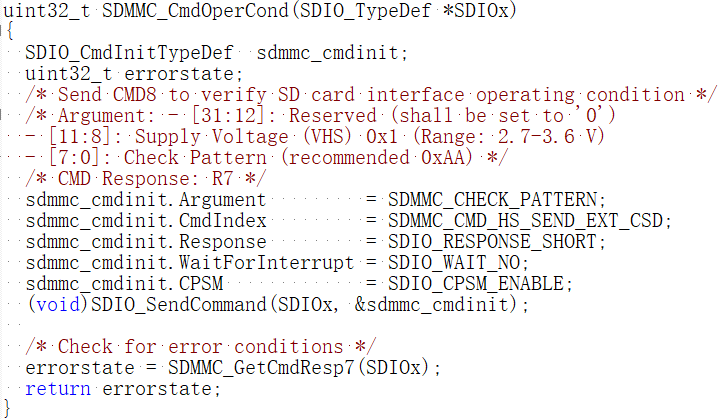 uint32_t SDMMC_CmdOperCond(SDIO_TypeDef *SDIOx)
{
  SDIO_CmdInitTypeDef  sdmmc_cmdinit;
  uint32_t errorstate;
  /* Send CMD8 to verify SD card interface operating condition */
  /* Argument: - [31:12]: Reserved (shall be set to '0')
  - [11:8]: Supply Voltage (VHS) 0x1 (Range: 2.7-3.6 V)
  - [7:0]: Check Pattern (recommended 0xAA) */
  /* CMD Response: R7 */
  sdmmc_cmdinit.Argument         = SDMMC_CHECK_PATTERN;
  sdmmc_cmdinit.CmdIndex         = SDMMC_CMD_HS_SEND_EXT_CSD;
  sdmmc_cmdinit.Response         = SDIO_RESPONSE_SHORT;
  sdmmc_cmdinit.WaitForInterrupt = SDIO_WAIT_NO;
  sdmmc_cmdinit.CPSM             = SDIO_CPSM_ENABLE;
  (void)SDIO_SendCommand(SDIOx, &sdmmc_cmdinit);
  /* Check for error conditions */
  errorstate = SDMMC_GetCmdResp7(SDIOx);
  return errorstate;
}